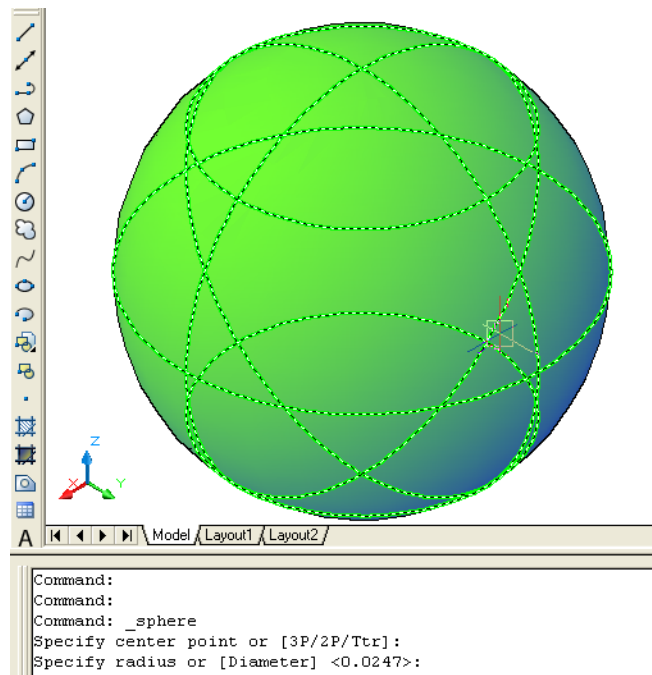 Z
X
Y
A
Model Layout1 Layout2
Command:
Command:
Command: _sphere
Specify center point or [3P/2P/Ttr]:
Specify radius or [Diameter] <0.0247>: